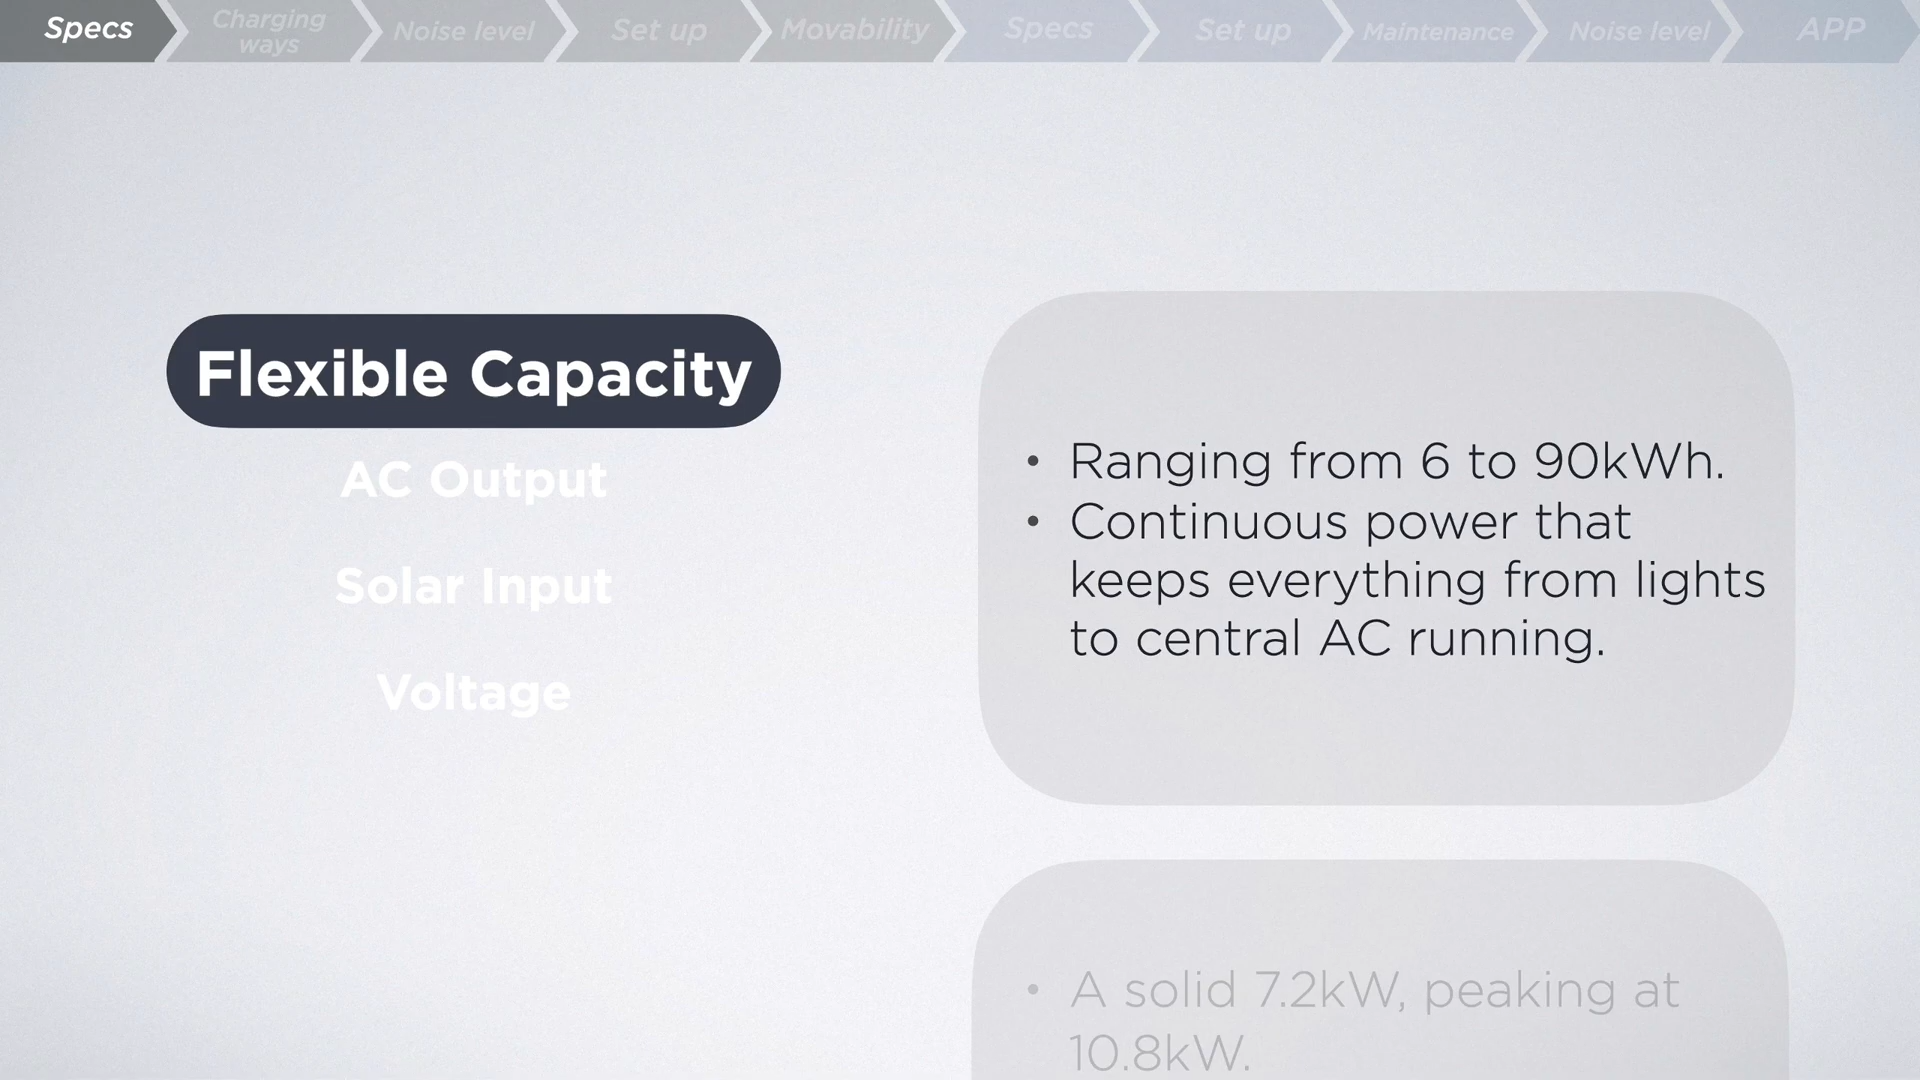 Specs
Charging
ways
Noise level
Set up
Movability
Specs
Set up
Maintenance
Noise level
APP
Flexible Capacity
AC Output
Solar Input
Voltage
• Ranging from 6 to 90kWh.
• Continuous power that
keeps everything from lights
to central AC running.
• A solid 7.2kW, peaking at
10.8kW.